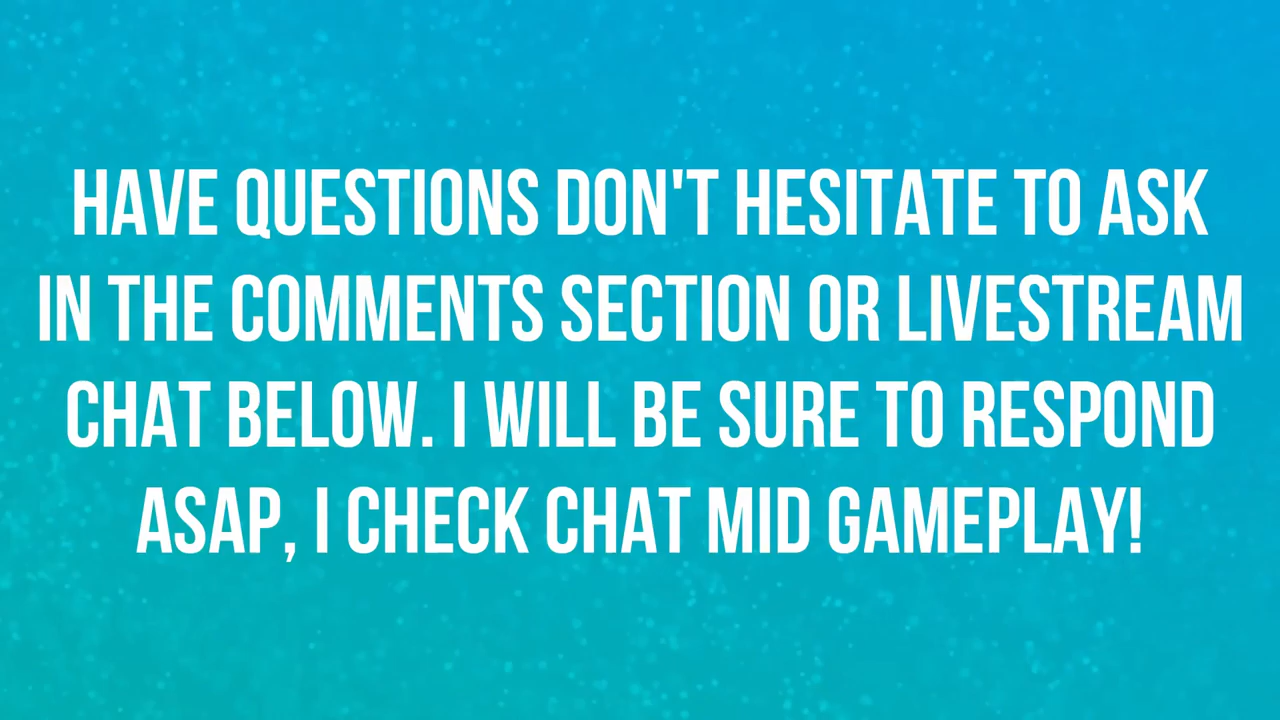 HAVE QUESTIONS DON'T HESITATE TO ASK
IN THE COMMENTS SECTION OR LIVESTREAM
CHAT BELOW. I WILL BE SURE TO RESPOND
ASAP, I CHECK CHAT MID GAMEPLAY!